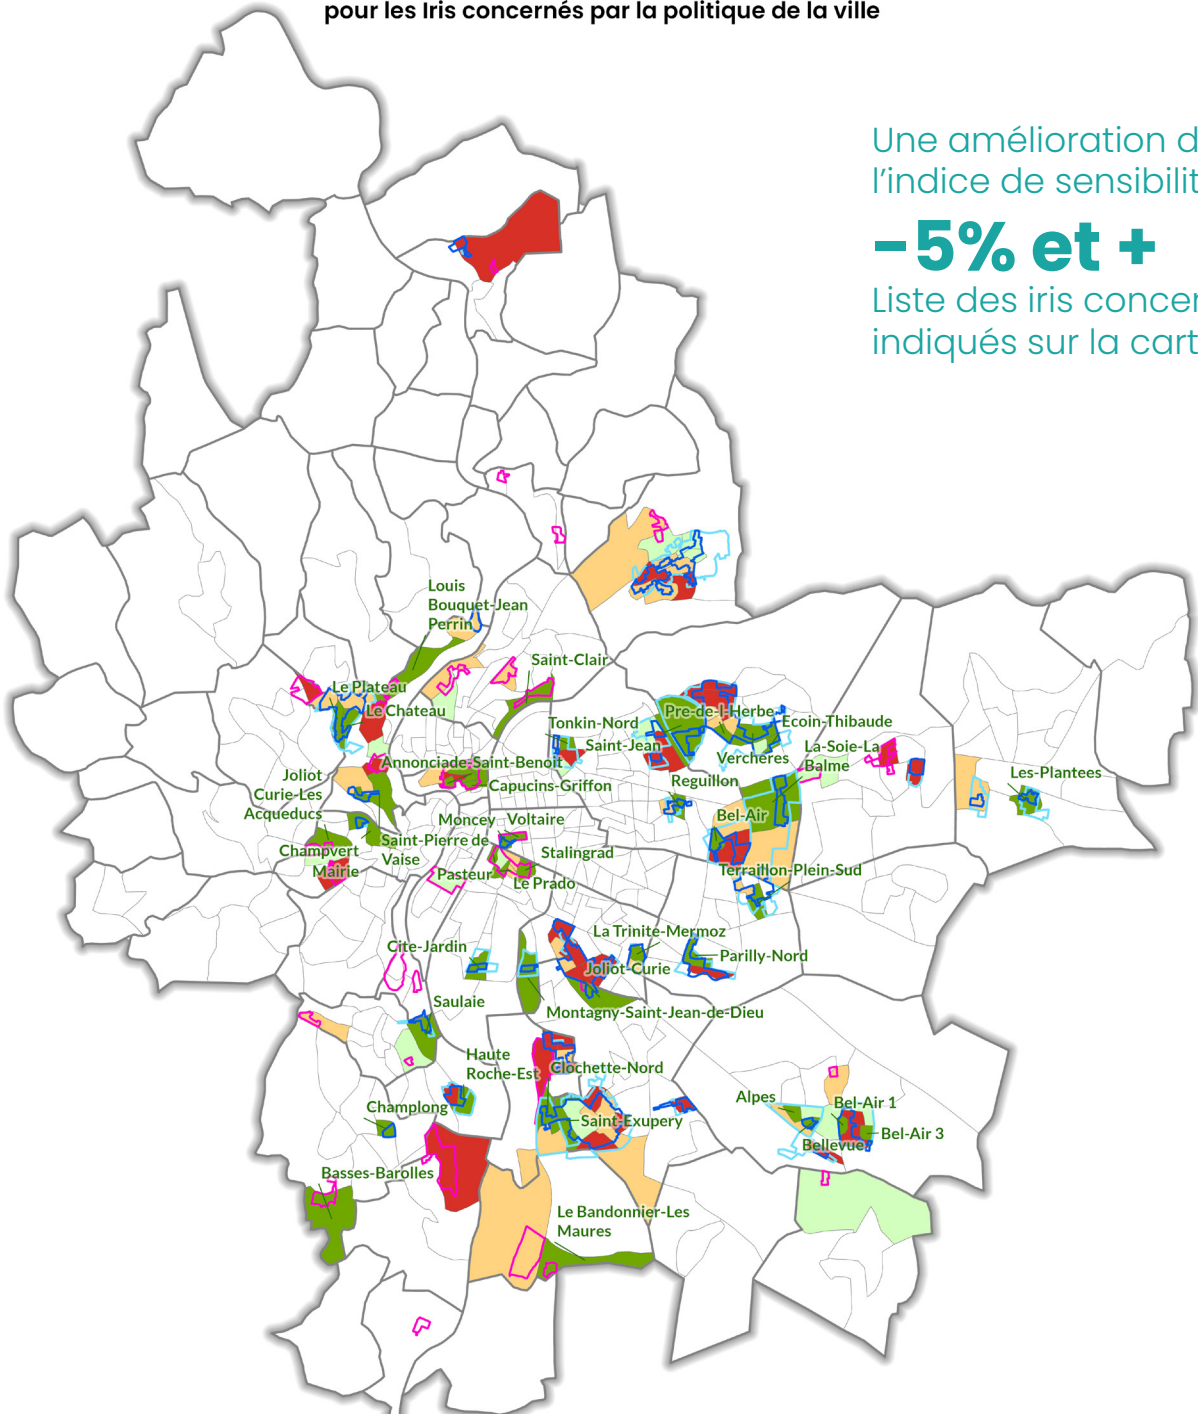 pour les Iris concernés par la politique de la ville
Une amélioration d
l’indice de sensibilit
-5% et +
Liste des iris concer
indiqués sur la cart
Louis
Bouquet-Jean
Perrin
Saint-Clair
Le Plateau
Le Chateau
Pre-de-l-Herbe
Ecoin-Thibaude
Tonkin-Nord
Saint-Jean
La-Soie-La
Balme
Vercheres
Annonciade-Saint-Benoit
Les-Plantees
Joliot
Curie-Les
Acqueducs
Capucins-Griffon
Reguillon
Bel-Air
Moncey
Voltaire
Saint-Pierre de
Vaise
Champvert
Mairie
Stalingrad
Pasteur
Le Prado
Terraillon-Plein-Sud
La Trinite-Mermoz
Cite-Jardin
Parilly-Nord
Joliot-Curie
Saulaie
Montagny-Saint-Jean-de-Dieu
Haute
Roche-Est
Clochette-Nord
Champlong
Alpes
Bel-Air 1
Saint-Exupery
Bel-Air 3
Bellevue
Basses-Barolles
Le Bandonnier-Les
Maures